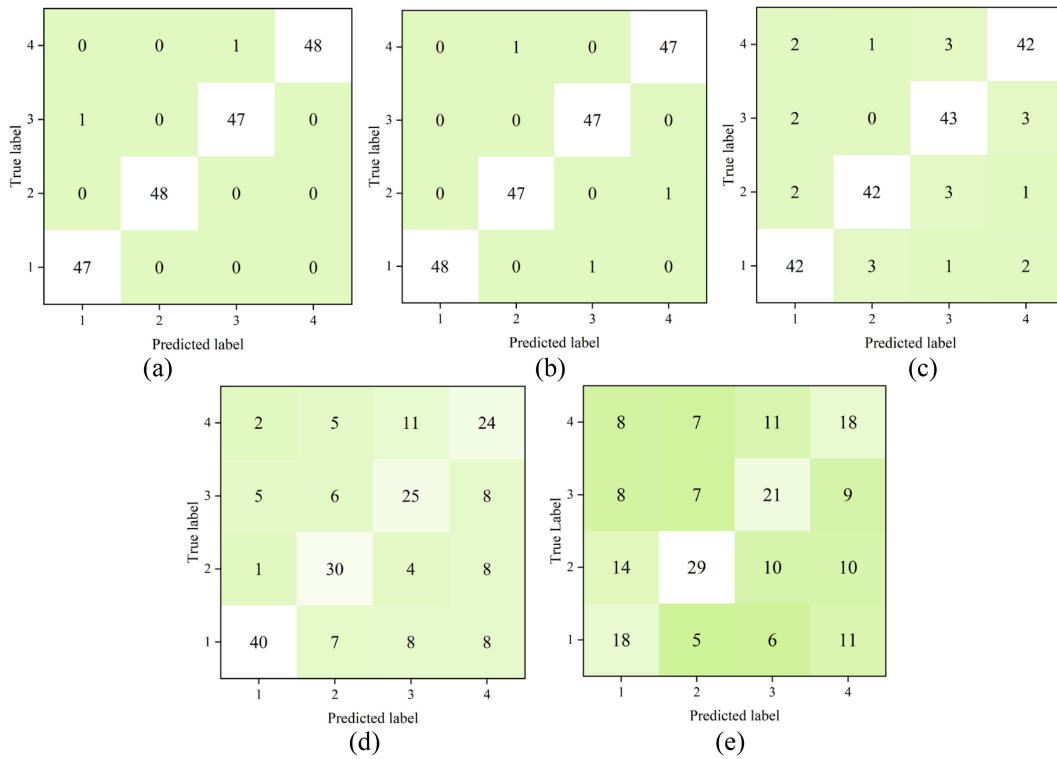 True label
4 0 0 1 48
3 1 0 47 0
2 0 48 0 0
1 47 0 0 0
1 2 3 4
Predicted label
(a)
True label
4 0 1 0 47
3 0 0 47 0
2 0 47 0 1
1 48 0 1 0
1 2 3 4
Predicted label
(b)
True label
4 2 1 3 42
3 2 0 43 3
2 2 42 3 1
1 42 3 1 2
1 2 3 4
Predicted label
(c)
True label
4 2 5 11 24
3 5 6 25 8
2 1 30 4 8
1 40 7 8 8
1 2 3 4
Predicted label
(d)
True Label
4 8 7 11 18
3 8 7 21 9
2 14 29 10 10
1 18 5 6 11
1 2 3 4
Predicted label
(e)